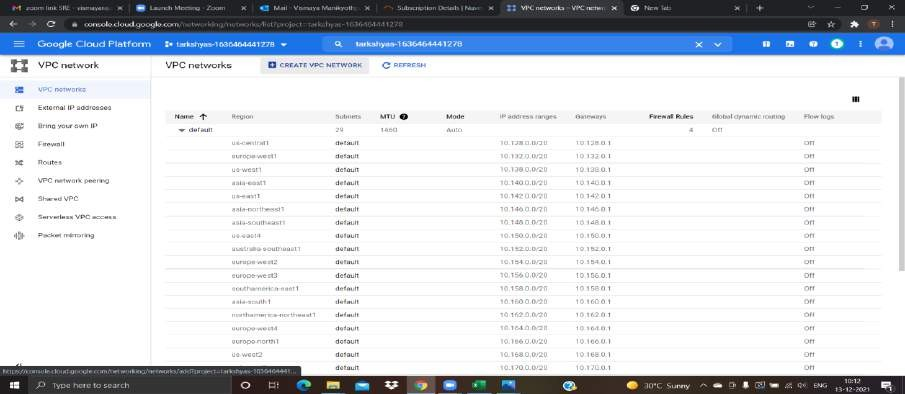 zoom link SRE - vismayana
Launch Meeting - Zoom
Mail - Vismaya Manikyoth
Subscription Details | Nuve
VPC networks – VPC netwo
New Tab
console.cloud.google.com/networking/networks/list?project=tarkshyas-1636464441278
Google Cloud Platform
tarkshyas-1636464441278
tarkshyas-1636464441278
VPC network
VPC networks
CREATE VPC NETWORK
REFRESH
VPC networks
External IP addresses
Bring your own IP
Firewall
Routes
VPC network peering
Shared VPC
Serverless VPC access
Packet mirroring
Name Region Subnets MTU Mode IP address ranges Gateways Firewall Rules Global dynamic routing Flow logs
default 29 1460 Auto 4 Off
us-central1 default 10.128.0.0/20 10.128.0.1 Off
europe-west1 default 10.132.0.0/20 10.132.0.1 Off
us-west1 default 10.138.0.0/20 10.138.0.1 Off
asia-east1 default 10.140.0.0/20 10.140.0.1 Off
us-east1 default 10.142.0.0/20 10.142.0.1 Off
asia-northeast1 default 10.146.0.0/20 10.146.0.1 Off
asia-southeast1 default 10.148.0.0/20 10.148.0.1 Off
us-east4 default 10.150.0.0/20 10.150.0.1 Off
australia-southeast1 default 10.152.0.0/20 10.152.0.1 Off
europe-west2 default 10.154.0.0/20 10.154.0.1 Off
europe-west3 default 10.156.0.0/20 10.156.0.1 Off
southamerica-east1 default 10.158.0.0/20 10.158.0.1 Off
asia-south1 default 10.160.0.0/20 10.160.0.1 Off
northamerica-northeast1 default 10.162.0.0/20 10.162.0.1 Off
europe-west4 default 10.164.0.0/20 10.164.0.1 Off
europe-north1 default 10.166.0.0/20 10.166.0.1 Off
us-west2 default 10.168.0.0/20 10.168.0.1 Off
default 10.170.0.0/20 10.170.0.1 Off
https://console.cloud.google.com/networking/networks/add?project=tarkshyas-1636464441...
Type here to search
30°C Sunny
ENG
10:12
13-12-2021